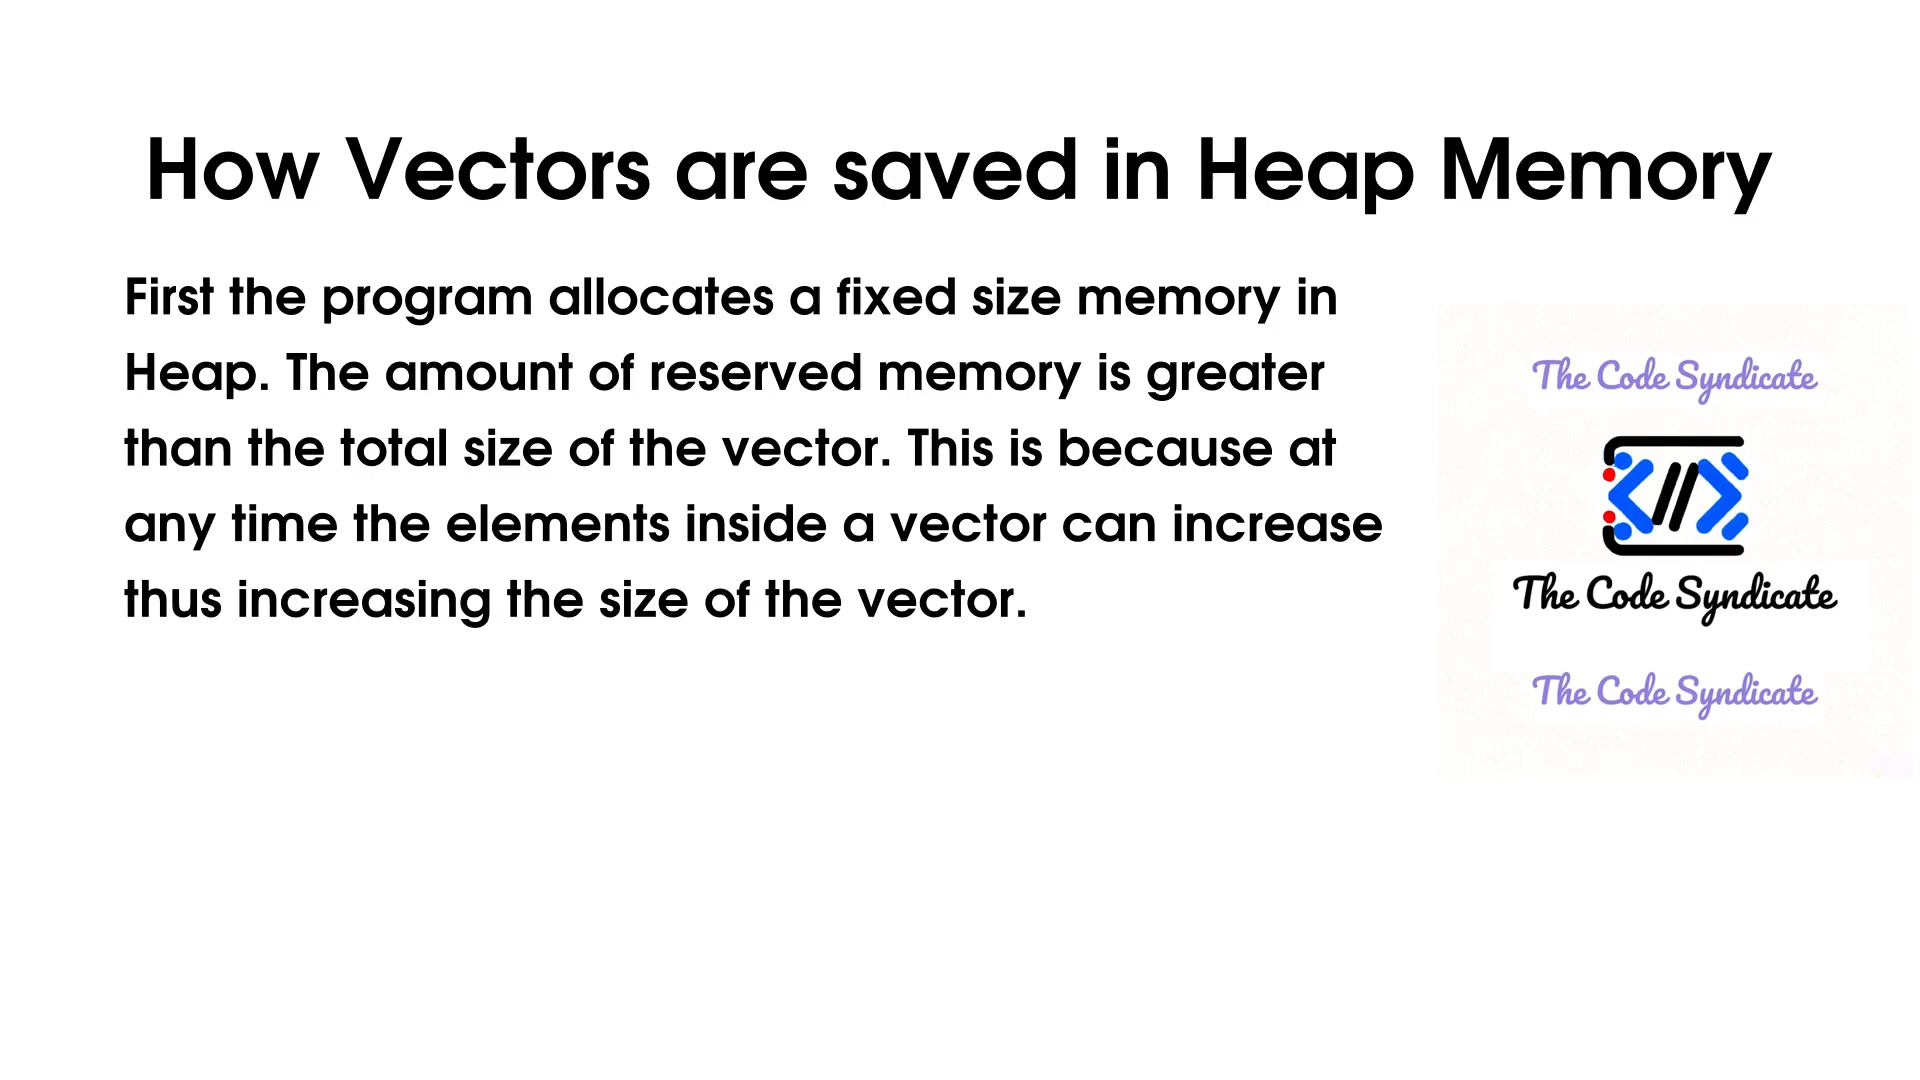 How Vectors are saved in Heap Memory
First the program allocates a fixed size memory in
Heap. The amount of reserved memory is greater
than the total size of the vector. This is because at
any time the elements inside a vector can increase
thus increasing the size of the vector.
The Code Syndicate
The Code Syndicate
The Code Syndicate